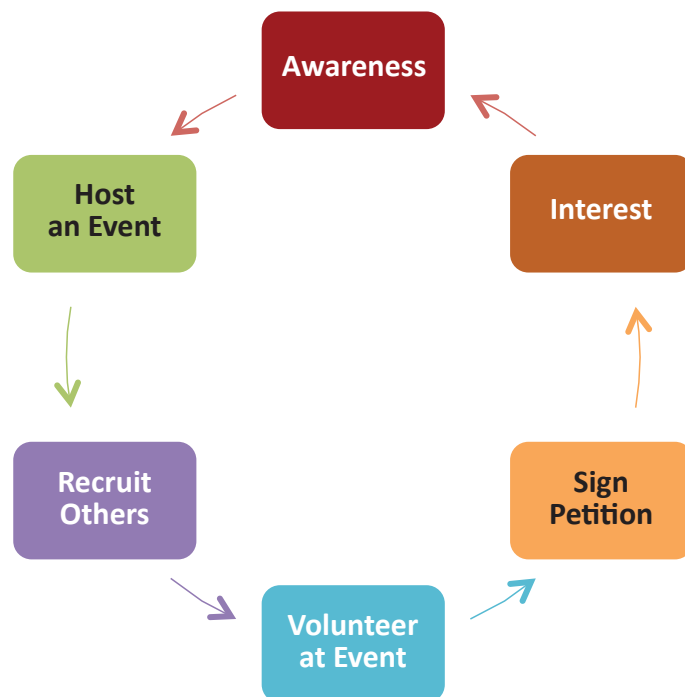 Awareness
Host
an Event
Interest
Recruit
Others
Sign
Petition
Volunteer
at Event